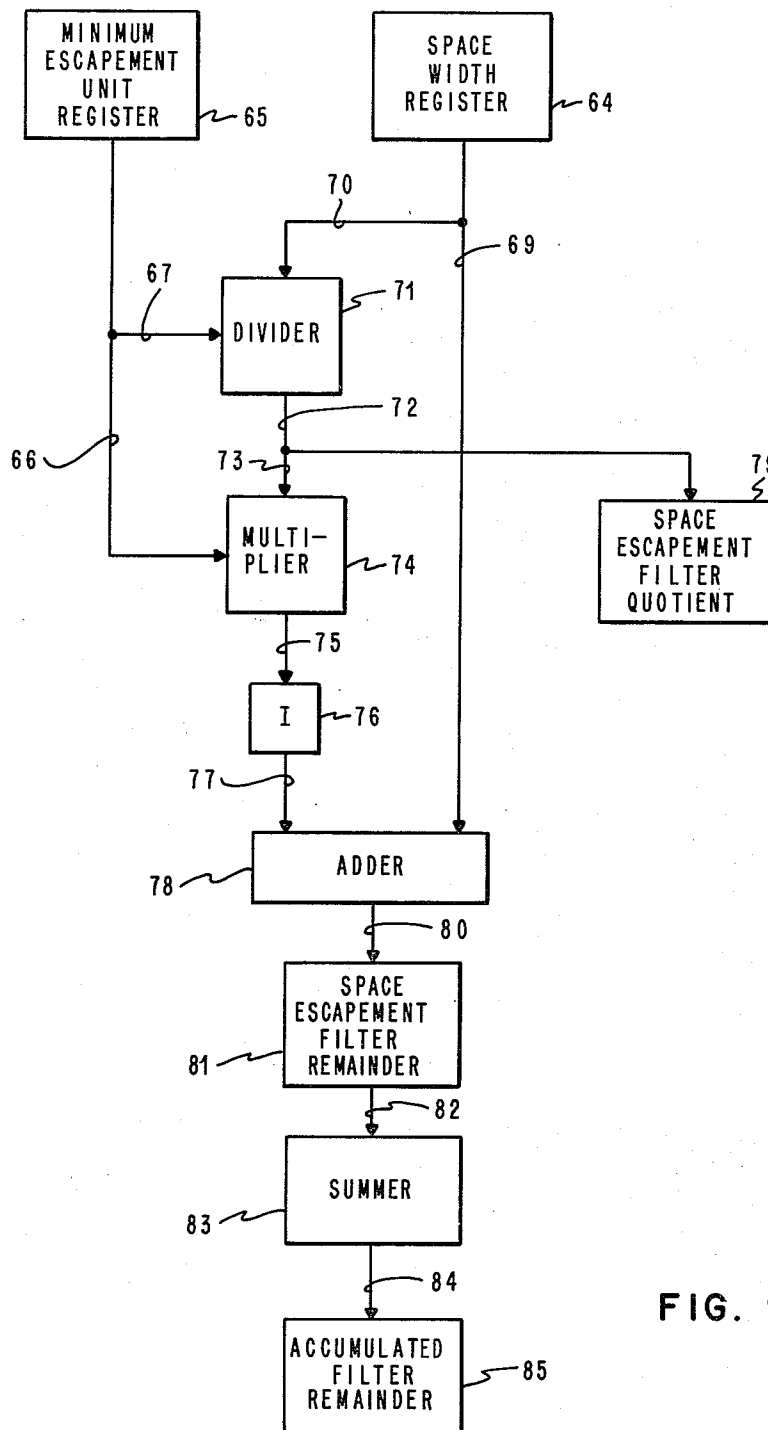 MINIMUM
ESCAPEMENT
UNIT
REGISTER
65
SPACE
WIDTH
REGISTER
64
70
69
67
71
DIVIDER
72
66
73
MULTI-
PLIER
74
SPACE
ESCAPEMENT
FILTER
QUOTIENT
75
I
76
77
ADDER
78
80
SPACE
ESCAPEMENT
FILTER
REMAINDER
81
82
SUMMER
83
84
FIG.
ACCUMULATED
FILTER
REMAINDER
85